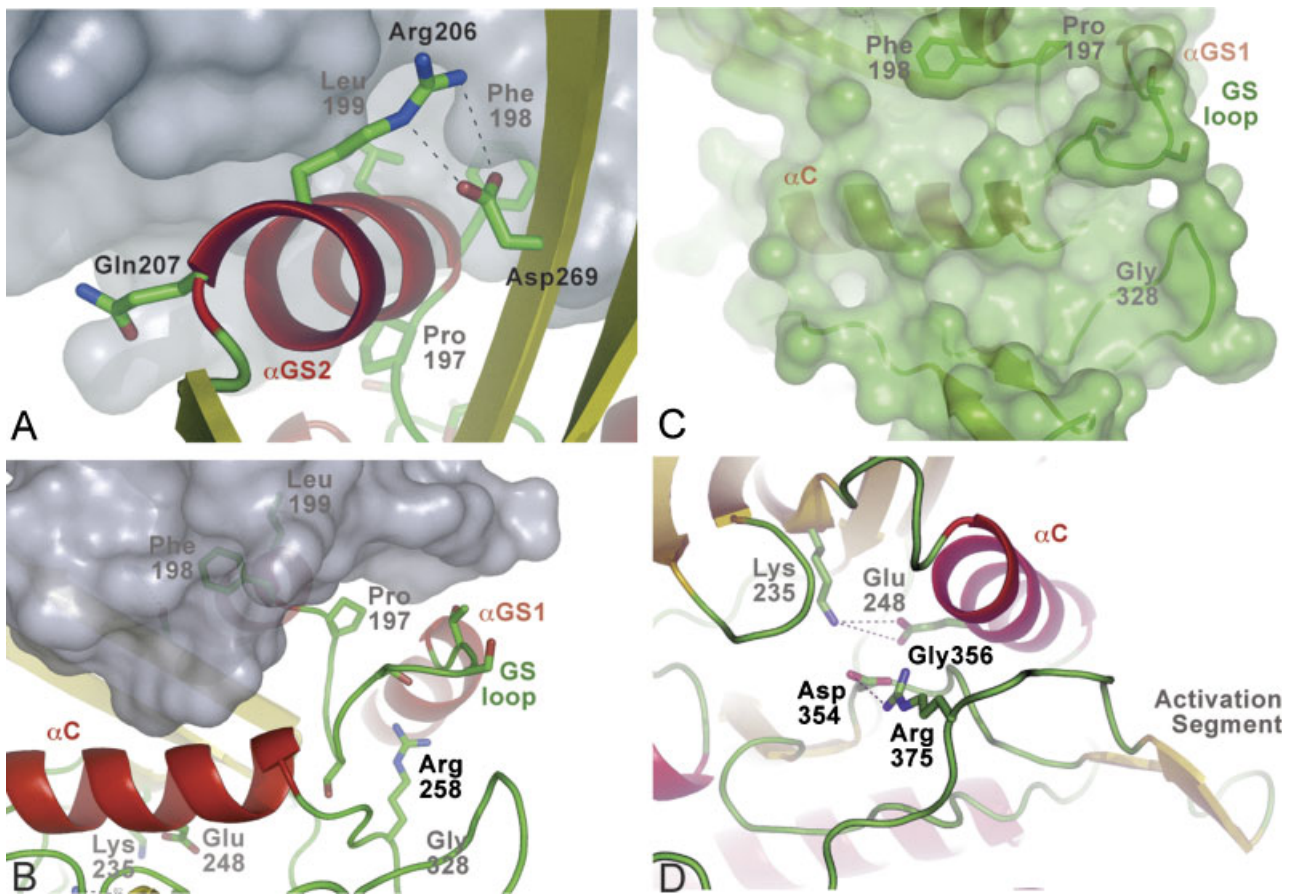 Arg206
Leu
199
Phe
198
Gln207
Asp269
Pro
197
αGS2
A
Phe
198
Pro
197
αGS1
GS
loop
αC
Gly
328
C
Leu
199
Phe
198
Pro
197
αGS1
GS
loop
αC
Arg
258
Lys
235
Glu
248
Gly
328
B
αC
Lys
235
Glu
248
Gly356
Asp
354
Arg
375
Activation
Segment
D